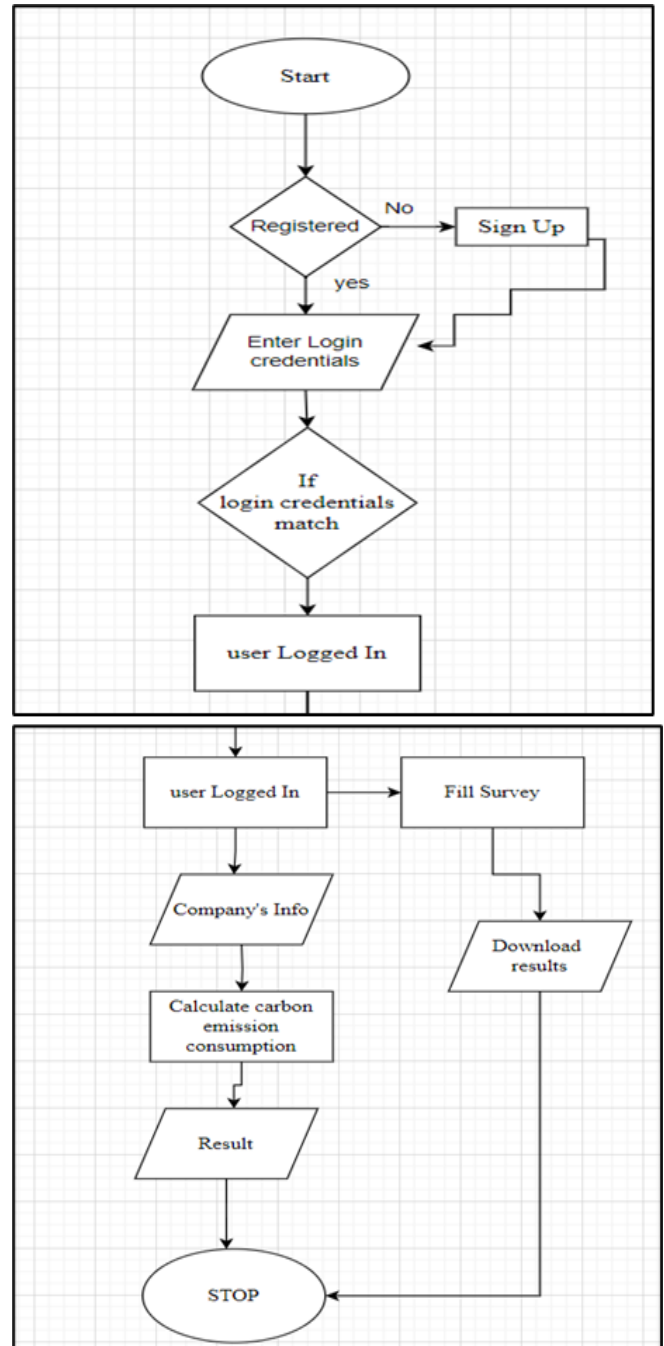 Start
Registered
No
Sign Up
yes
Enter Login
credentials
If
login credentials
match
user Logged In
user Logged In
Fill Survey
Company's Info
Download
results
Calculate carbon
emission
consumption
Result
STOP